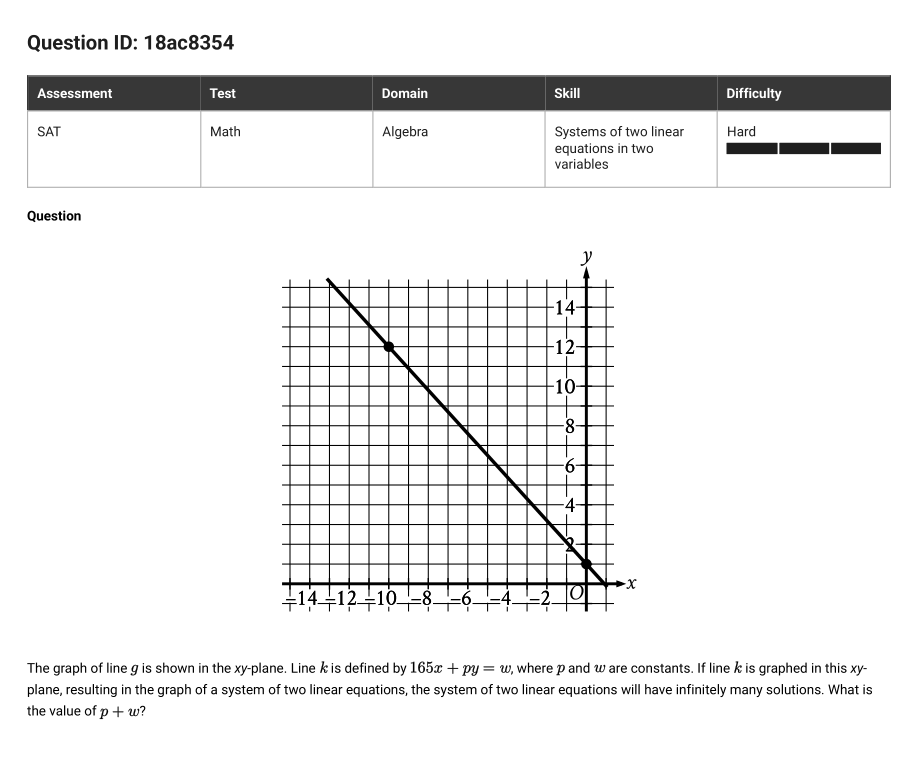 Question ID: 18ac8354
Assessment Test Domain Skill Difficulty
SAT Math Algebra Systems of two linear equations in two variables Hard
Question
y
14
12
10
8
6
4
2
−14 −12 −10 −8 −6 −4 −2 O x
The graph of line g is shown in the xy-plane. Line k is defined by 165x + py = w, where p and w are constants. If line k is graphed in this xy-
plane, resulting in the graph of a system of two linear equations, the system of two linear equations will have infinitely many solutions. What is
the value of p + w?